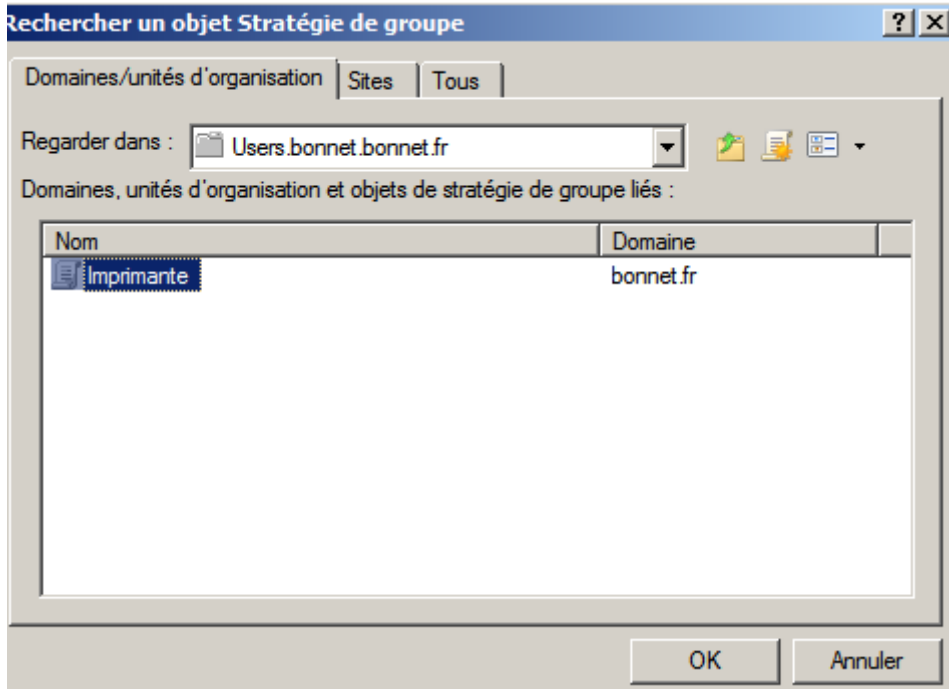 Rechercher un objet Stratégie de groupe
Domaines/unités d'organisation Sites Tous
Regarder dans : Users.bonnet.bonnet.fr
Domaines, unités d'organisation et objets de stratégie de groupe liés :
Nom Domaine
Imprimante bonnet.fr
OK Annuler